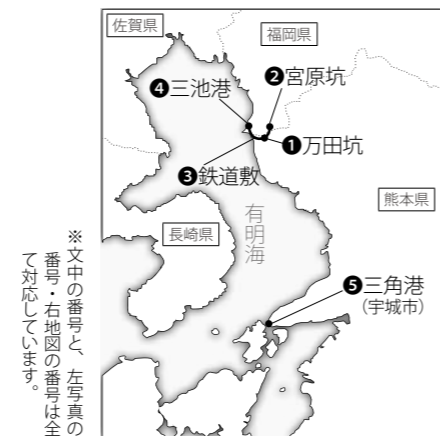 佐賀県
福岡県
❹三池港
❷宮原坑
❶万田坑
❸鉄道敷
熊本県
有明海
長崎県
❺三角港
（宇城市）
※文中の番号と、左写真の
番号・右地図の番号は全
て対応しています。